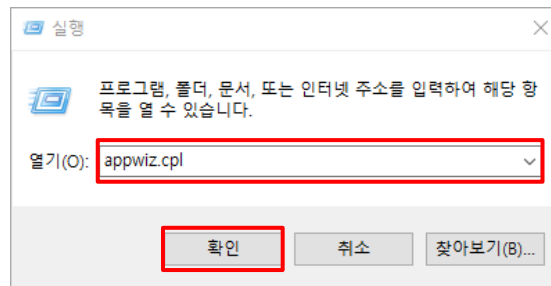 실행
프로그램, 폴더, 문서, 또는 인터넷 주소를 입력하여 해당 항
목을 열 수 있습니다.
열기(O): appwiz.cpl
확인 취소 찾아보기(B)...